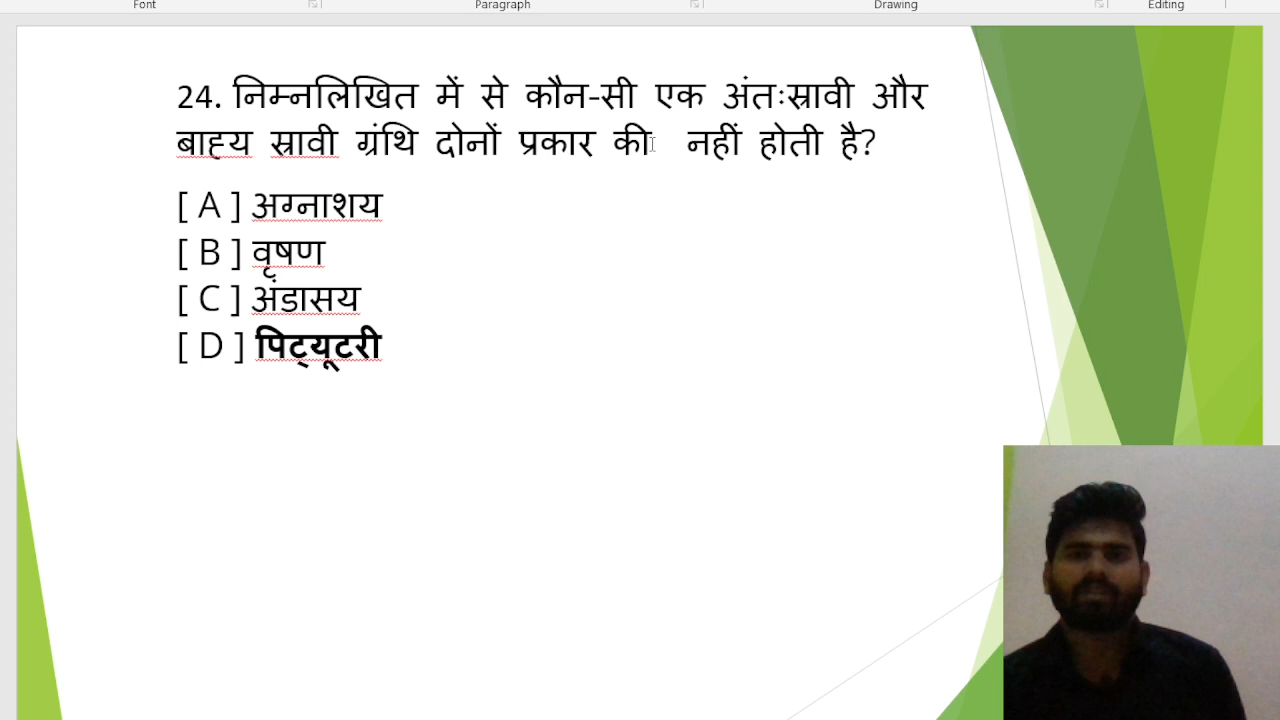 Font Paragraph Drawing Editing
24. निम्नलिखित में से कौन-सी एक अंतःस्रावी और
बाह्य स्रावी ग्रंथि दोनों प्रकार की नहीं होती है?
[ A ] अग्नाशय
[ B ] वृषण
[ C ] अंडासय
[ D ] पिट्यूटरी